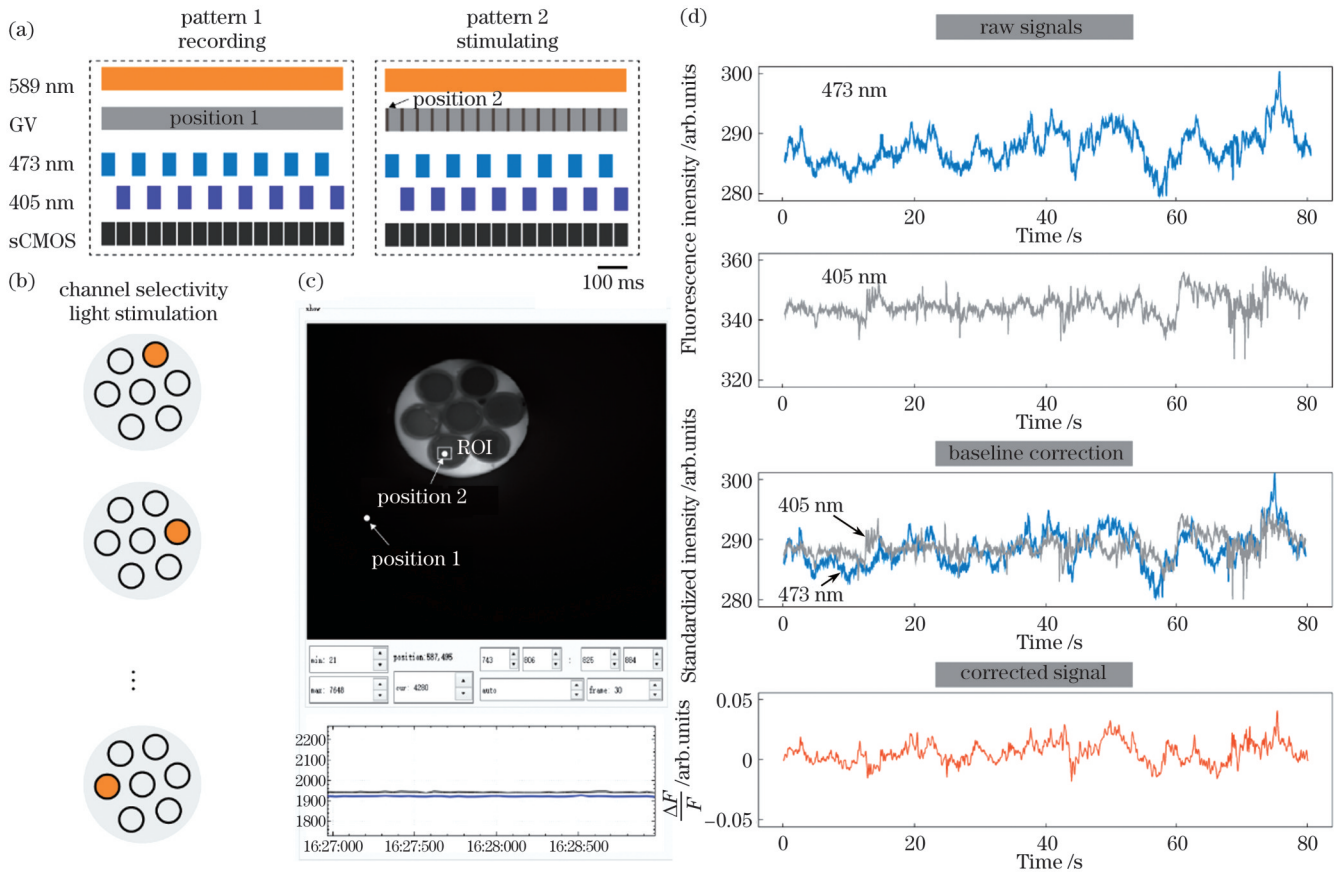 (a)
pattern 1
recording
pattern 2
stimulating
589 nm
GV
473 nm
405 nm
sCMOS
position 1
position 2
100 ms
(b)
channel selectivity
light stimulation
⋮
(c)
show
ROI
position 2
position 1
min: 21
position:587,495
743
806
:
825
884
max: 7648
cur: 4280
auto
frame: 30
2200
2100
2000
1900
1800
16:27:000
16:27:500
16:28:000
16:28:500
(d)
raw signals
Fluorescence inensity /arb.units
300
290
280
473 nm
0
20
40
60
80
Time /s
360
340
320
405 nm
0
20
40
60
80
Time /s
baseline correction
Standardized inensity /arb.units
300
290
280
405 nm
473 nm
0
20
40
60
80
Time /s
corrected signal
ΔF/F /arb.units
0.05
0
−0.05
0
20
40
60
80
Time /s